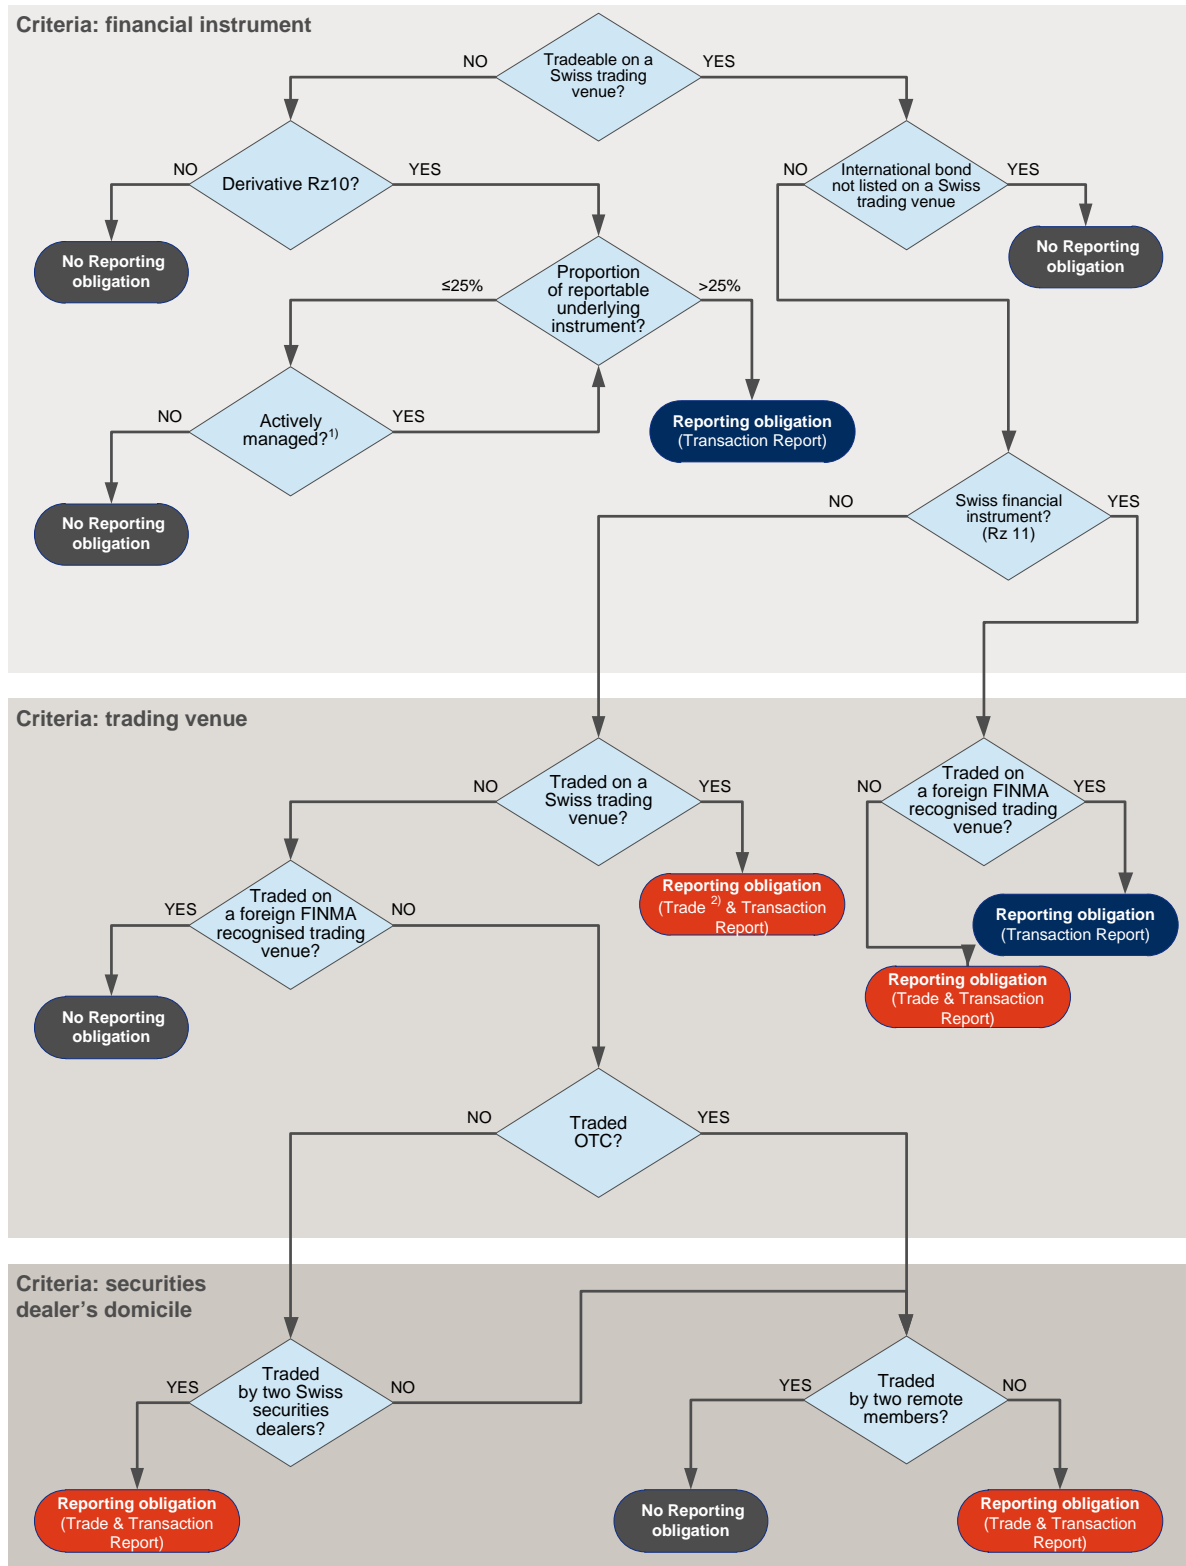 Criteria: financial instrument
NO
Tradeable on a
Swiss trading
venue?
YES
NO
Derivative Rz10?
YES
NO
International bond
not listed on a Swiss
trading venue
YES
No Reporting
obligation
No Reporting
obligation
≤25%
Proportion
of reportable
underlying
instrument?
>25%
NO
Actively
managed?1)
YES
Reporting obligation
(Transaction Report)
No Reporting
obligation
NO
Swiss financial
instrument?
(Rz 11)
YES
Criteria: trading venue
NO
Traded on a
Swiss trading
venue?
YES
NO
Traded on
a foreign FINMA
recognised trading
venue?
YES
YES
Traded on
a foreign FINMA
recognised trading
venue?
NO
Reporting obligation
(Trade 2) & Transaction
Report)
Reporting obligation
(Transaction Report)
Reporting obligation
(Trade & Transaction
Report)
No Reporting
obligation
NO
Traded
OTC?
YES
Criteria: securities
dealer's domicile
YES
Traded
by two Swiss
securities
dealers?
NO
YES
Traded
by two remote
members?
NO
Reporting obligation
(Trade & Transaction
Report)
No Reporting
obligation
Reporting obligation
(Trade & Transaction
Report)